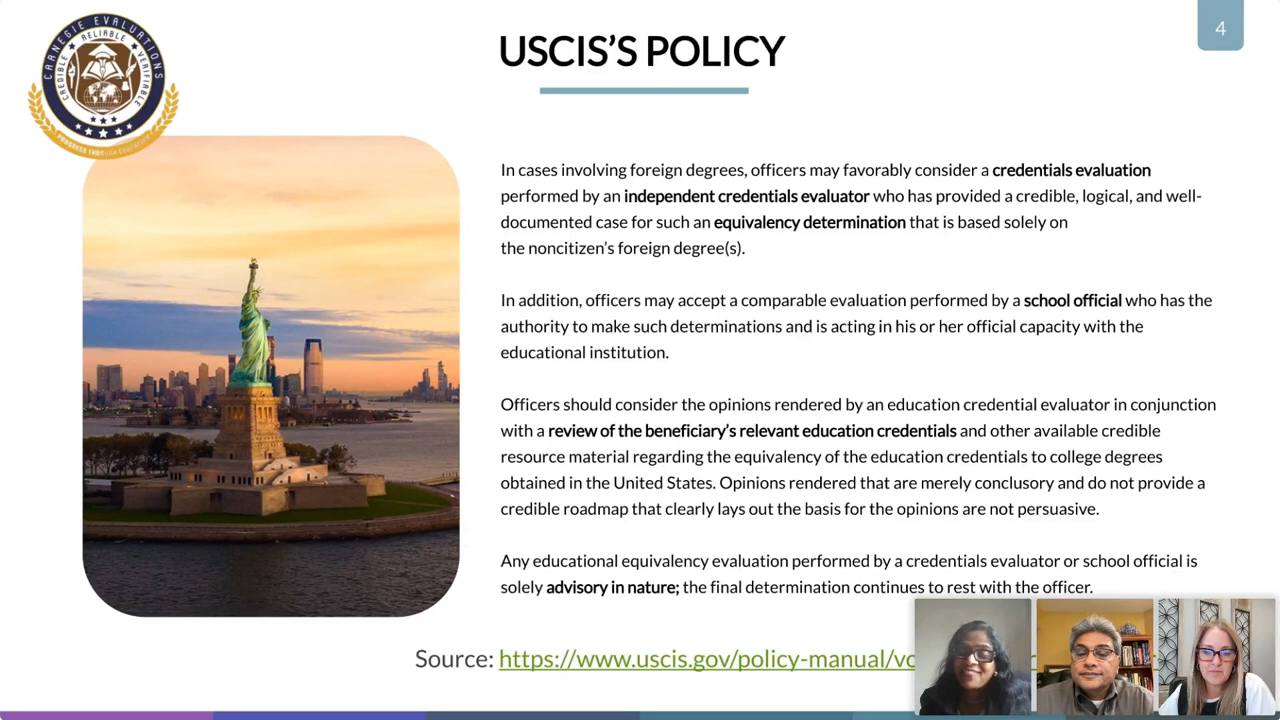 CARNEGIE EVALUATIONS
CREDIBLE RELIABLE VERIFIABLE
4
USCIS'S POLICY
In cases involving foreign degrees, officers may favorably consider a credentials evaluation
performed by an independent credentials evaluator who has provided a credible, logical, and well-
documented case for such an equivalency determination that is based solely on
the noncitizen's foreign degree(s).
In addition, officers may accept a comparable evaluation performed by a school official who has the
authority to make such determinations and is acting in his or her official capacity with the
educational institution.
Officers should consider the opinions rendered by an education credential evaluator in conjunction
with a review of the beneficiary's relevant education credentials and other available credible
resource material regarding the equivalency of the education credentials to college degrees
obtained in the United States. Opinions rendered that are merely conclusory and do not provide a
credible roadmap that clearly lays out the basis for the opinions are not persuasive.
Any educational equivalency evaluation performed by a credentials evaluator or school official is
solely advisory in nature; the final determination continues to rest with the officer.
Source: https://www.uscis.gov/policy-manual/vo